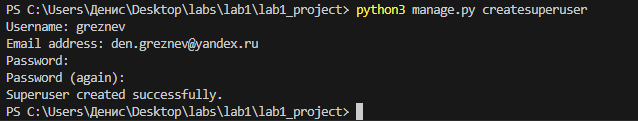 PS C:\Users\Денис\Desktop\labs\lab1\lab1_project> python3 manage.py createsuperuser
Username: greznev
Email address: den.greznev@yandex.ru
Password:
Password (again):
Superuser created successfully.
PS C:\Users\Денис\Desktop\labs\lab1\lab1_project>